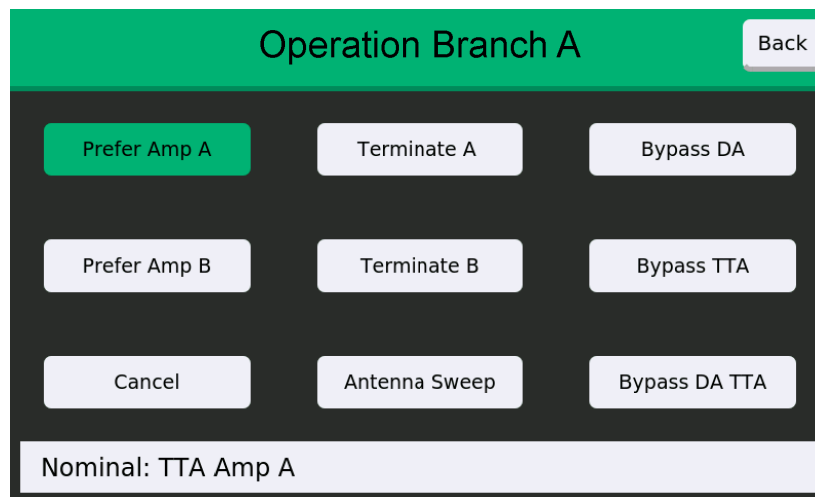 Operation Branch A
Back
Prefer Amp A
Terminate A
Bypass DA
Prefer Amp B
Terminate B
Bypass TTA
Cancel
Antenna Sweep
Bypass DA TTA
Nominal: TTA Amp A